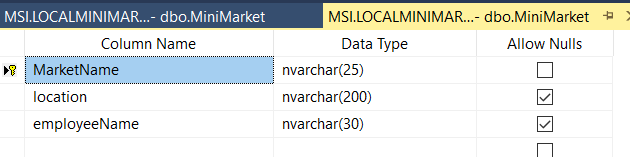 MSI.LOCALMINIMAR...- dbo.MiniMarket MSI.LOCALMINIMAR...- dbo.MiniMarket
Column Name Data Type Allow Nulls
MarketName nvarchar(25)
location nvarchar(200)
employeeName nvarchar(30)